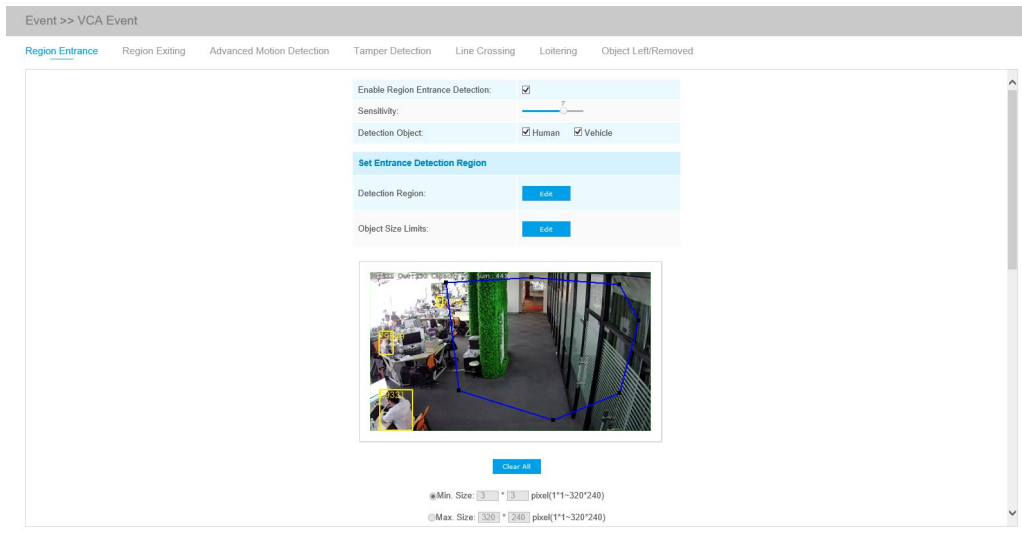 Event >> VCA Event
Region Entrance Region Exiting Advanced Motion Detection Tamper Detection Line Crossing Loitering Object Left/Removed
Enable Region Entrance Detection:
7
Sensitivity:
Detection Object: Human Vehicle
Set Entrance Detection Region
Detection Region: Edit
Object Size Limits: Edit
Clear All
Min. Size: 3 * 3 pixel(1*1~320*240)
Max. Size: 320 * 240 pixel(1*1~320*240)